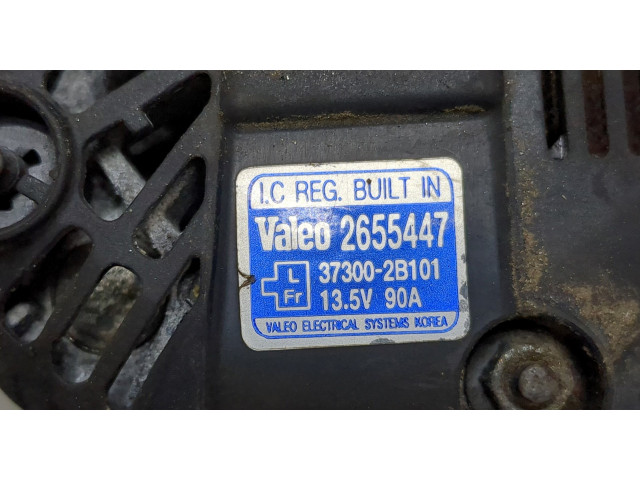 I.C REG. BUILT IN
Valeo 2655447
L 37300-2B101
Fr 13.5V 90A
VALEO ELECTRICAL SYSTEMS KOREA